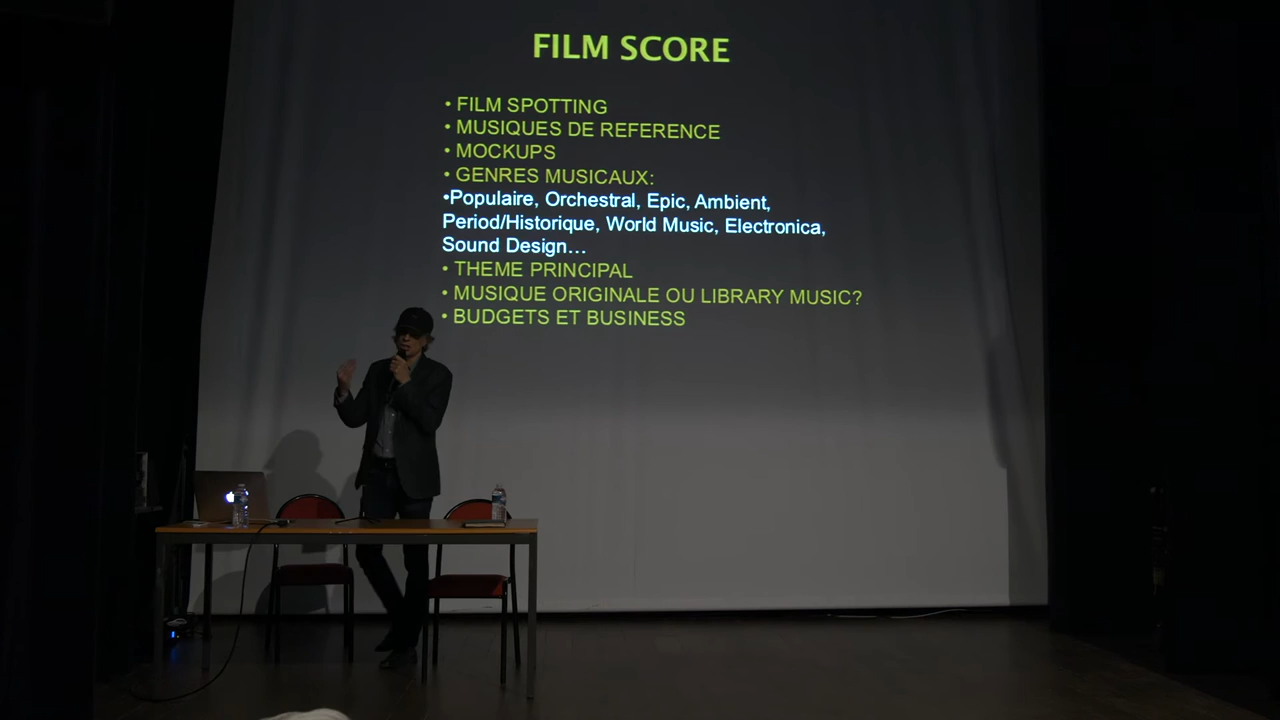 FILM SCORE
• FILM SPOTTING
• MUSIQUES DE REFERENCE
• MOCKUPS
• GENRES MUSICAUX:
•Populaire, Orchestral, Epic, Ambient,
Period/Historique, World Music, Electronica,
Sound Design…
• THEME PRINCIPAL
• MUSIQUE ORIGINALE OU LIBRARY MUSIC?
• BUDGETS ET BUSINESS